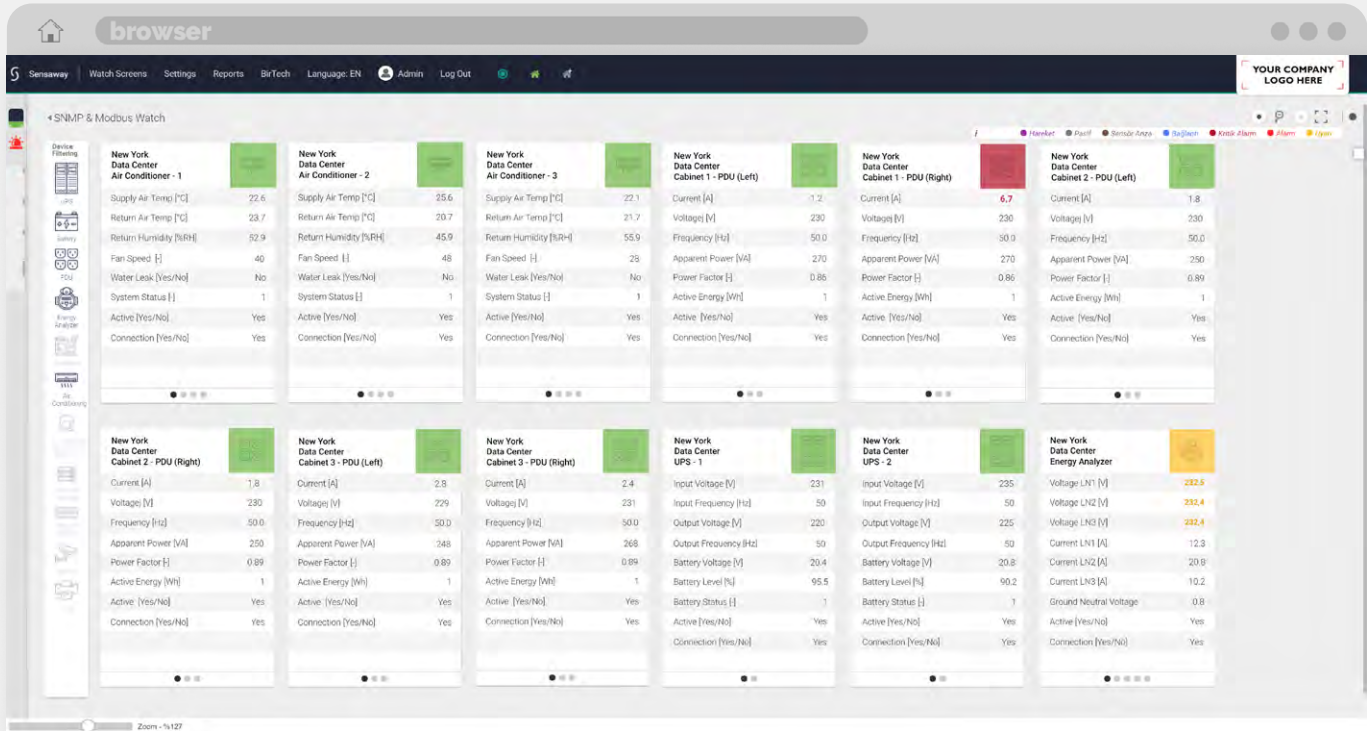 browser
Sensaway
Watch Screens
Settings
Reports
BirTech
Language: EN
Admin
Log Out
YOUR COMPANY
LOGO HERE
SNMP & Modbus Watch
Hareket
Pasif
Sensör Arıza
Bağlantı
Kritik Alarm
Alarm
Uyarı
Device
Filtering
UPS
Battery
PDU
Energy
Analyzer
Air
Conditioning
New York
Data Center
Air Conditioner - 1
Supply Air Temp [°C] 22.6
Return Air Temp [°C] 23.7
Return Humidity [%RH] 52.9
Fan Speed [-] 40
Water Leak [Yes/No] No
System Status [-] 1
Active [Yes/No] Yes
Connection [Yes/No] Yes
New York
Data Center
Air Conditioner - 2
Supply Air Temp [°C] 25.6
Return Air Temp [°C] 20.7
Return Humidity [%RH] 45.9
Fan Speed [-] 48
Water Leak [Yes/No] No
System Status [-] 1
Active [Yes/No] Yes
Connection [Yes/No] Yes
New York
Data Center
Air Conditioner - 3
Supply Air Temp [°C] 22.1
Return Air Temp [°C] 21.7
Return Humidity [%RH] 55.9
Fan Speed [-] 28
Water Leak [Yes/No] No
System Status [-] 1
Active [Yes/No] Yes
Connection [Yes/No] Yes
New York
Data Center
Cabinet 1 - PDU (Left)
Current [A] 1.2
Voltagej [V] 230
Frequency [Hz] 50.0
Apparent Power [VA] 270
Power Factor [-] 0.86
Active Energy [Wh] 1
Active [Yes/No] Yes
Connection [Yes/No] Yes
New York
Data Center
Cabinet 1 - PDU (Right)
Current [A] 6,7
Voltagej [V] 230
Frequency [Hz] 50.0
Apparent Power [VA] 270
Power Factor [-] 0.86
Active Energy [Wh] 1
Active [Yes/No] Yes
Connection [Yes/No] Yes
New York
Data Center
Cabinet 2 - PDU (Left)
Current [A] 1.8
Voltagej [V] 230
Frequency [Hz] 50.0
Apparent Power [VA] 250
Power Factor [-] 0.89
Active Energy [Wh] 1
Active [Yes/No] Yes
Connection [Yes/No] Yes
New York
Data Center
Cabinet 2 - PDU (Right)
Current [A] 1.8
Voltagej [V] 230
Frequency [Hz] 50.0
Apparent Power [VA] 250
Power Factor [-] 0.89
Active Energy [Wh] 1
Active [Yes/No] Yes
Connection [Yes/No] Yes
New York
Data Center
Cabinet 3 - PDU (Left)
Current [A] 2.8
Voltagej [V] 229
Frequency [Hz] 50.0
Apparent Power [VA] 248
Power Factor [-] 0.89
Active Energy [Wh] 1
Active [Yes/No] Yes
Connection [Yes/No] Yes
New York
Data Center
Cabinet 3 - PDU (Right)
Current [A] 2.4
Voltagej [V] 231
Frequency [Hz] 50.0
Apparent Power [VA] 268
Power Factor [-] 0.89
Active Energy [Wh] 1
Active [Yes/No] Yes
Connection [Yes/No] Yes
New York
Data Center
UPS - 1
Input Voltage [V] 231
Input Frequency [Hz] 50
Output Voltage [V] 220
Output Frequency [Hz] 50
Battery Voltage [V] 20.4
Battery Level [%] 95.5
Battery Status [-] 1
Active [Yes/No] Yes
Connection [Yes/No] Yes
New York
Data Center
UPS - 2
Input Voltage [V] 235
Input Frequency [Hz] 50
Output Voltage [V] 225
Output Frequency [Hz] 50
Battery Voltage [V] 20.8
Battery Level [%] 90.2
Battery Status [-] 1
Active [Yes/No] Yes
Connection [Yes/No] Yes
New York
Data Center
Energy Analyzer
Voltage LN1 [V] 232,5
Voltage LN2 [V] 232,4
Voltage LN3 [V] 232,4
Current LN1 [A] 12.3
Current LN2 [A] 20.8
Current LN3 [A] 10.2
Ground Neutral Voltage 0.8
Active [Yes/No] Yes
Connection [Yes/No] Yes
Zoom - %127